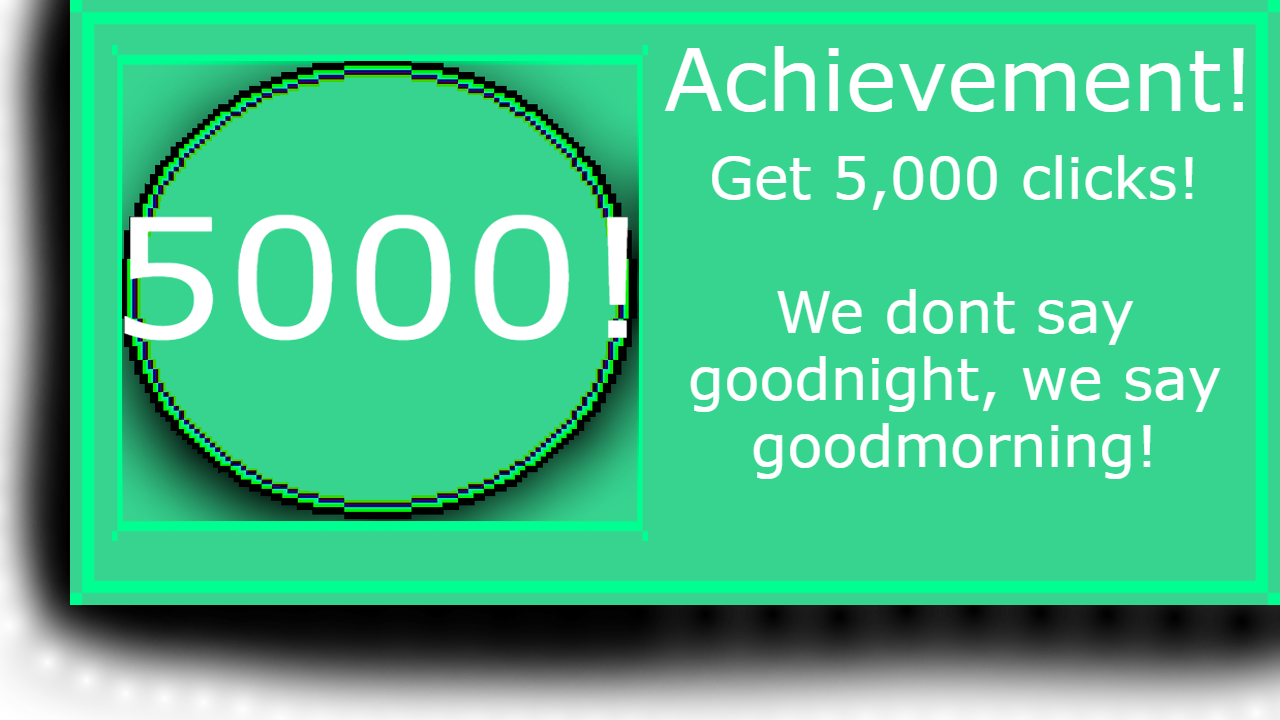 5000!
Achievement!
Get 5,000 clicks!
We dont say
goodnight, we say
goodmorning!